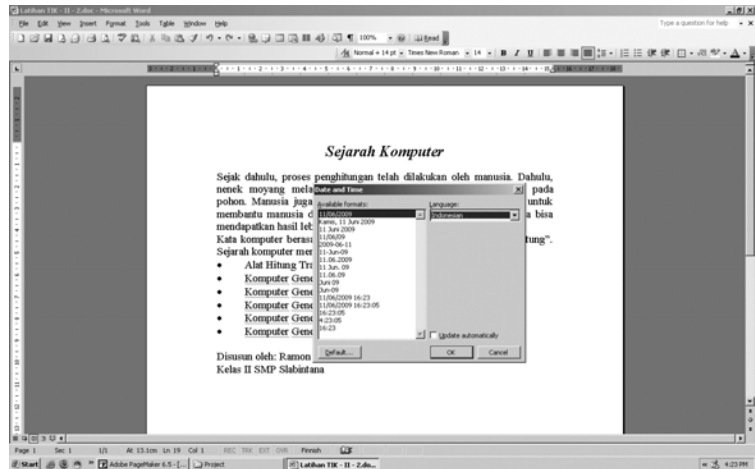 Latihan TIK - II - 2.doc - Microsoft Word
File Edit View Insert Format Tools Table Window Help
Type a question for help
100%
Read
Normal + 14 pt Times New Roman 14 B I U
Sejarah Komputer
Sejak dahulu, proses penghitungan telah dilakukan oleh manusia. Dahulu,
nenek moyang mela pada
pohon. Manusia juga untuk
membantu manusia d a bisa
mendapatkan hasil leb
Kata komputer berasa tung".
Sejarah komputer mer
• Alat Hitung Tra
• Komputer Gene
• Komputer Gene
• Komputer Gene
• Komputer Gene
• Komputer Gene
Disusun oleh: Ramon
Kelas II SMP Slabintana
Date and Time
Available formats:
Language:
11/06/2009
Indonesian
Kamis, 11 Juni 2009
11 Juni 2009
11/06/09
2009-06-11
11-Jun-09
11.06.2009
11 Jun. 09
11.06.09
Juni 09
Jun-09
11/06/2009 16:23
11/06/2009 16:23:05
16:23:05
4:23:05
16:23
Update automatically
Default...
OK
Cancel
Page 1 Sec 1 1/1 At 13.1cm Ln 19 Col 1 REC TRK EXT OVR Finnish
Start
Adobe PageMaker 6.5 - [...
Project
Latihan TIK - II - 2.do...
4:23 PM